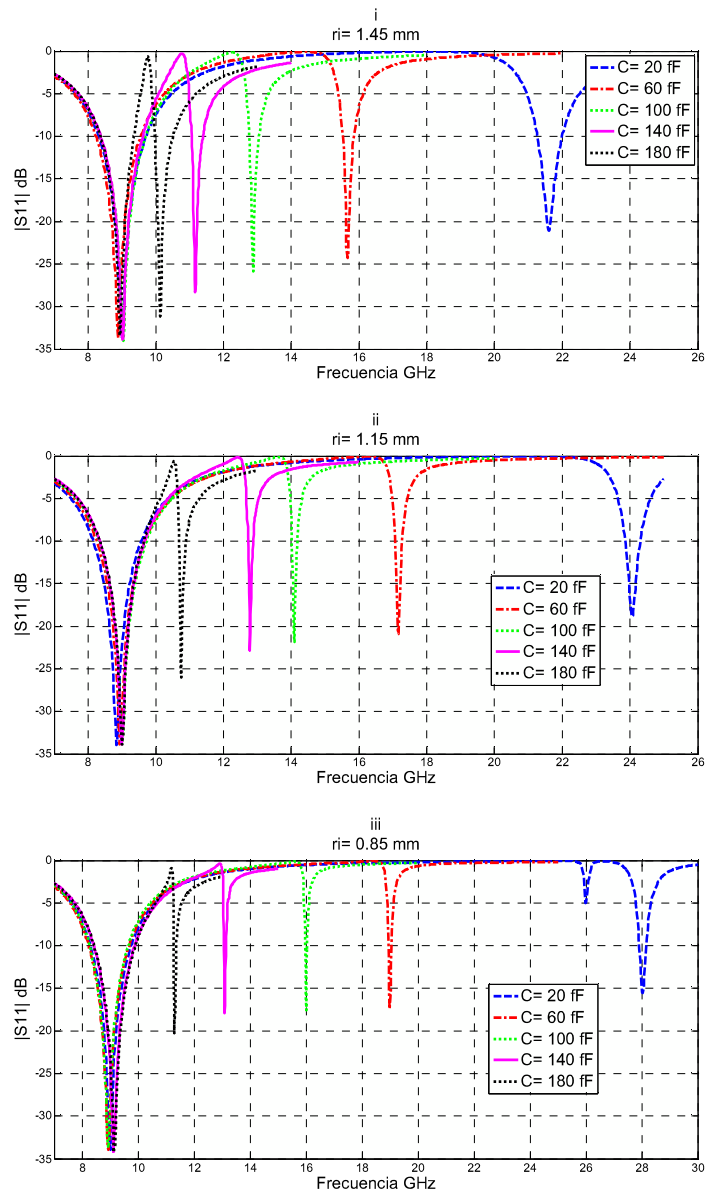 i
ri= 1.45 mm
0
-5
-10
-15
-20
-25
-30
-35
|S11| dB
8 10 12 14 16 18 20 22 24 26
Frecuencia GHz
C= 20 fF
C= 60 fF
C= 100 fF
C= 140 fF
C= 180 fF
ii
ri= 1.15 mm
0
-5
-10
-15
-20
-25
-30
-35
|S11| dB
8 10 12 14 16 18 20 22 24 26
Frecuencia GHz
C= 20 fF
C= 60 fF
C= 100 fF
C= 140 fF
C= 180 fF
iii
ri= 0.85 mm
0
-5
-10
-15
-20
-25
-30
-35
|S11| dB
8 10 12 14 16 18 20 22 24 26 28 30
Frecuencia GHz
C= 20 fF
C= 60 fF
C= 100 fF
C= 140 fF
C= 180 fF